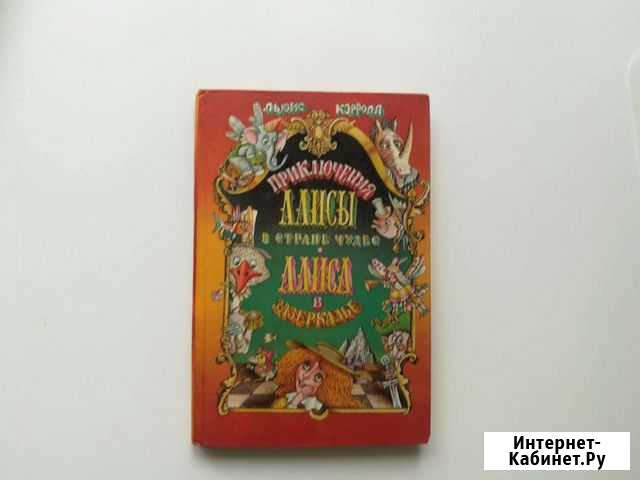 ЛЬЮИС КЭРРОЛЛ
ПРИКЛЮЧЕНИЯ
АЛИСЫ
В СТРАНЕ ЧУДЕС
АЛИСА
В
ЗАЗЕРКАЛЬЕ
Интернет-
Кабинет.Ру